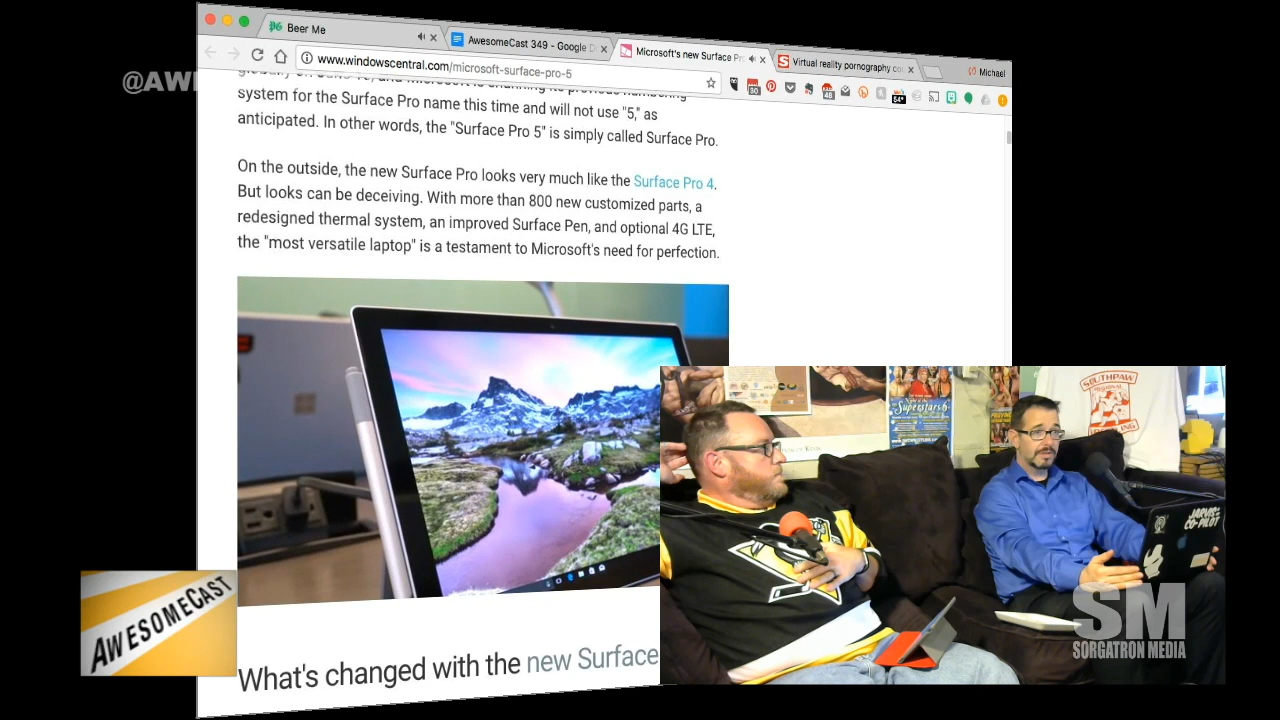 Beer Me
AwesomeCast 349 - Google D
Microsoft's new Surface Pr
Virtual reality pornography co
Michael
www.windowscentral.com/microsoft-surface-pro-5
@AW
system for the Surface Pro name this time and will not use "5," as
anticipated. In other words, the "Surface Pro 5" is simply called Surface Pro.
On the outside, the new Surface Pro looks very much like the Surface Pro 4.
But looks can be deceiving. With more than 800 new customized parts, a
redesigned thermal system, an improved Surface Pen, and optional 4G LTE,
the "most versatile laptop" is a testament to Microsoft's need for perfection.
What's changed with the new Surface
AWESOMECAST
SOUTHPAW
Superstars
JARVIS:
CO-PILOT
SM
SORGATRON MEDIA